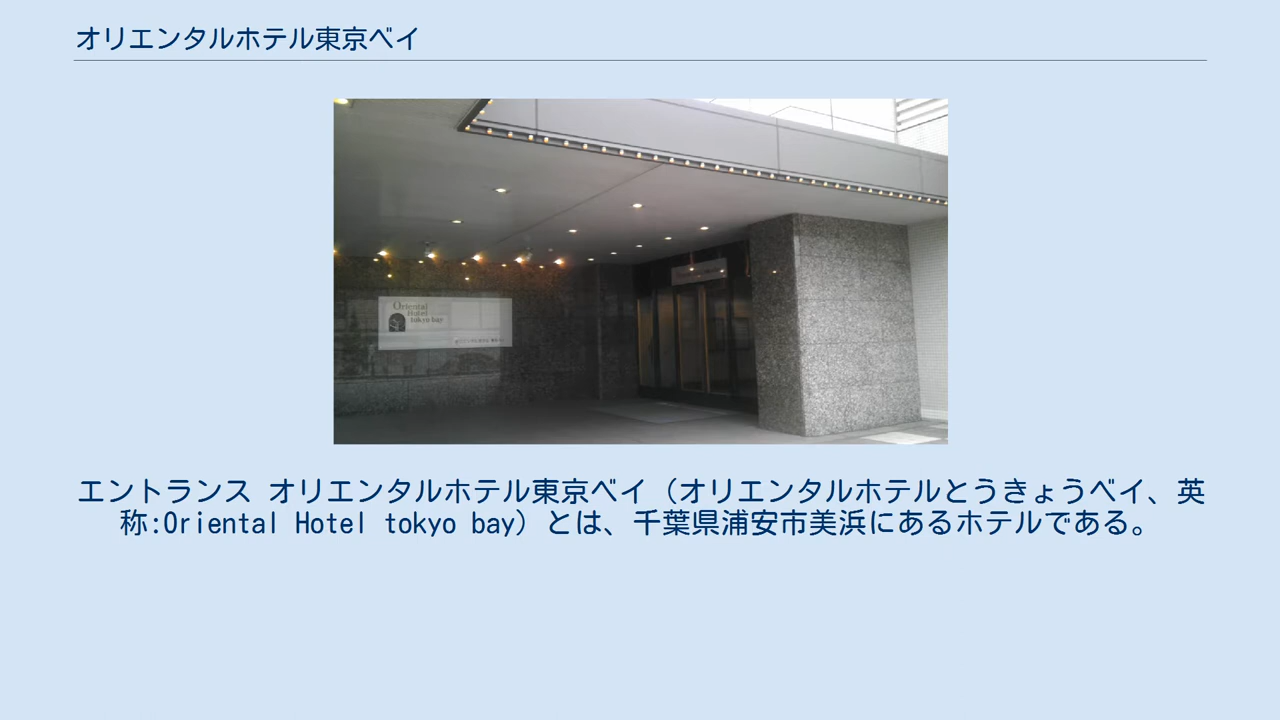 オリエンタルホテル東京ベイ
Oriental
Hotel
tokyo bay
エントランス オリエンタルホテル東京ベイ（オリエンタルホテルとうきょうベイ、英
称:Oriental Hotel tokyo bay）とは、千葉県浦安市美浜にあるホテルである。